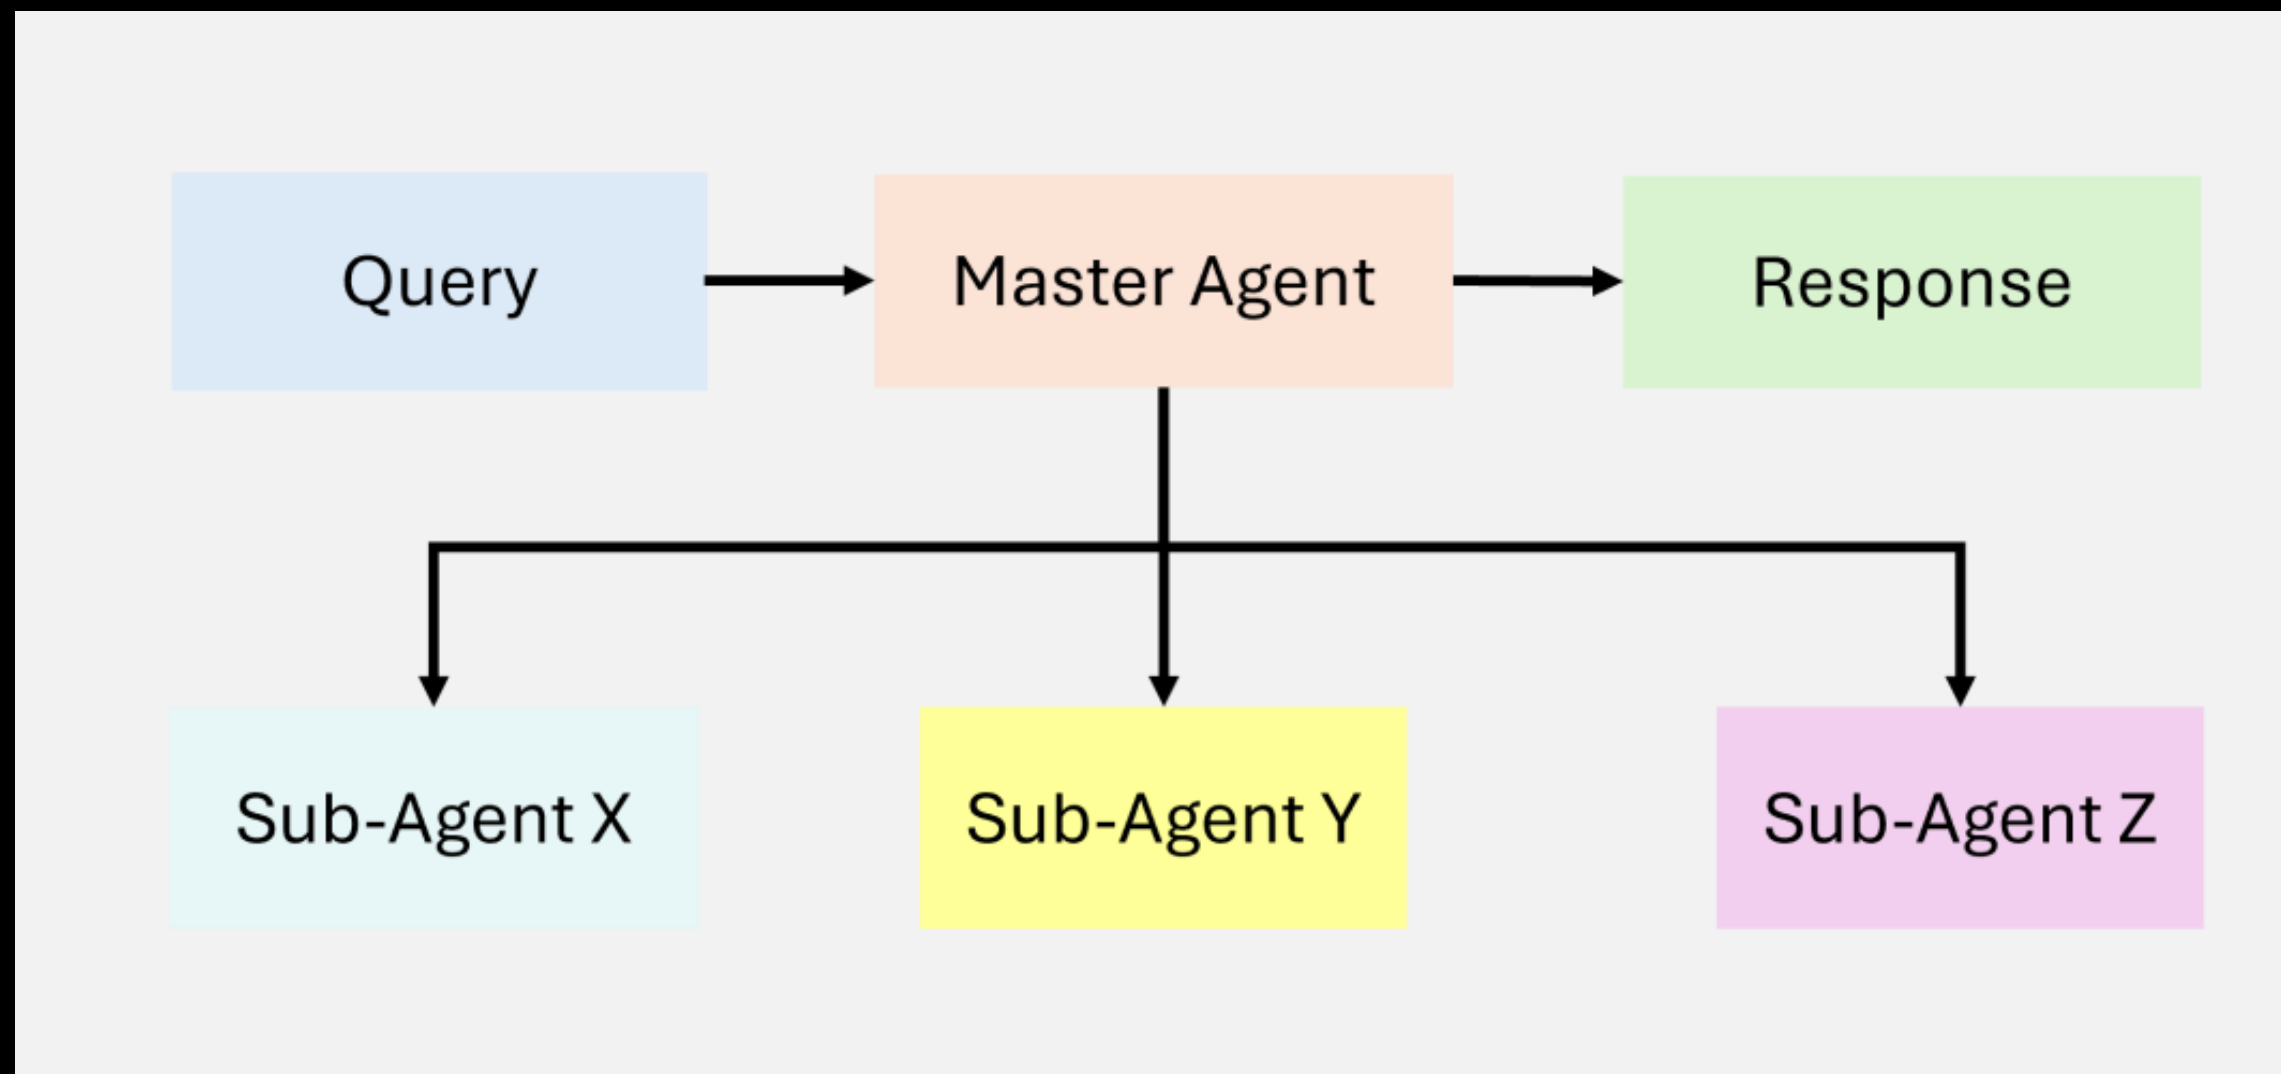 Query
Master Agent
Response
Sub-Agent X
Sub-Agent Y
Sub-Agent Z